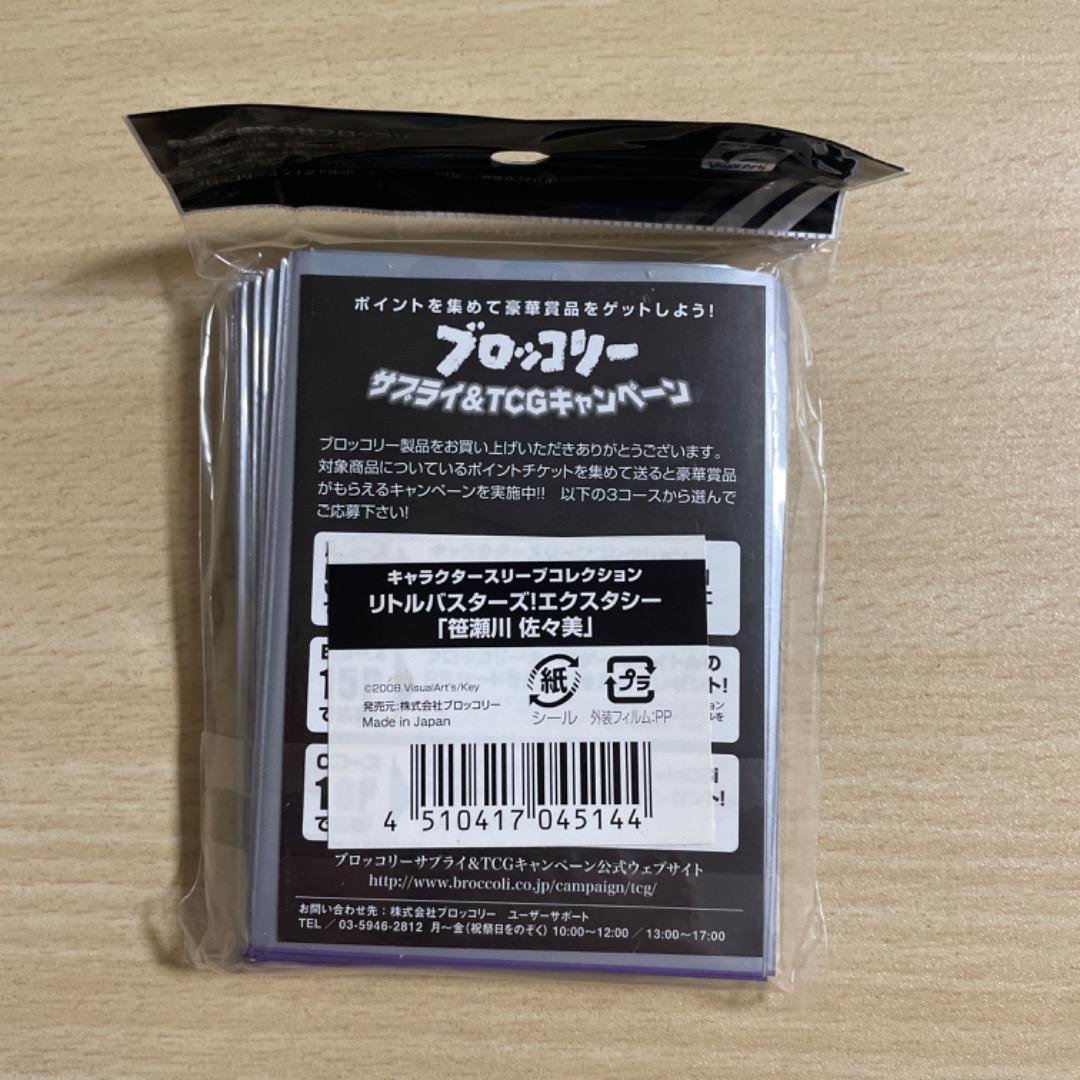 株式会社ブロッコリー
VisualArt's
ポイントを集めて豪華賞品をゲットしよう!
ブロッコリー
サプライ&TCGキャンペーン
ブロッコリー製品をお買い上げいただきありがとうございます。
対象商品についているポイントチケットを集めて送ると豪華賞品
がもらえるキャンペーンを実施中!! 以下の3コースから選んで
ご応募下さい!
キャラクタースリーブコレクション
リトルバスターズ!エクスタシー
「笹瀬川 佐々美」
©2008 VisualArt's/Key
発売元:株式会社ブロッコリー
Made in Japan
紙
シール
プラ
外装フィルム:PP
4 510417 045144
ブロッコリーサプライ&TCGキャンペーン公式ウェブサイト
http://www.broccoli.co.jp/campaign/tcg/
お問い合わせ先:株式会社ブロッコリー ユーザーサポート
TEL/03-5946-2812 月〜金(祝祭日をのぞく) 10:00〜12:00/13:00〜17:00